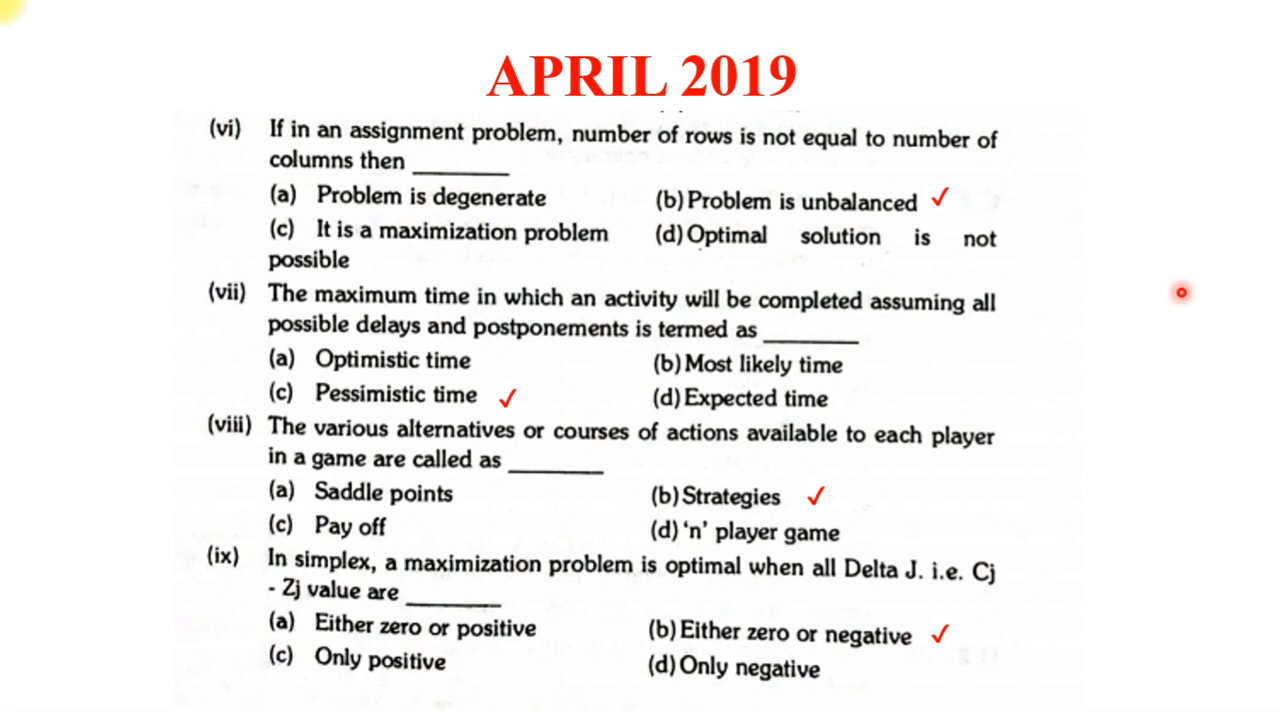 APRIL 2019
(vi) If in an assignment problem, number of rows is not equal to number of
columns then ________
(a) Problem is degenerate (b) Problem is unbalanced ✓
(c) It is a maximization problem (d) Optimal solution is not
possible
(vii) The maximum time in which an activity will be completed assuming all
possible delays and postponements is termed as ________
(a) Optimistic time (b) Most likely time
(c) Pessimistic time ✓ (d) Expected time
(viii) The various alternatives or courses of actions available to each player
in a game are called as ________
(a) Saddle points (b) Strategies ✓
(c) Pay off (d) 'n' player game
(ix) In simplex, a maximization problem is optimal when all Delta J. i.e. Cj
- Zj value are ________
(a) Either zero or positive (b) Either zero or negative ✓
(c) Only positive (d) Only negative